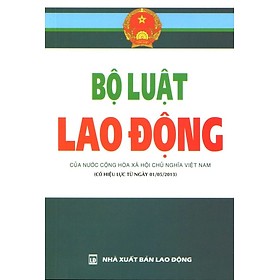 BỘ LUẬT
LAO ĐỘNG
CỦA NƯỚC CỘNG HÒA XÃ HỘI CHỦ NGHĨA VIỆT NAM
(CÓ HIỆU LỰC TỪ NGÀY 01/05/2013)
LĐ NHÀ XUẤT BẢN LAO ĐỘNG